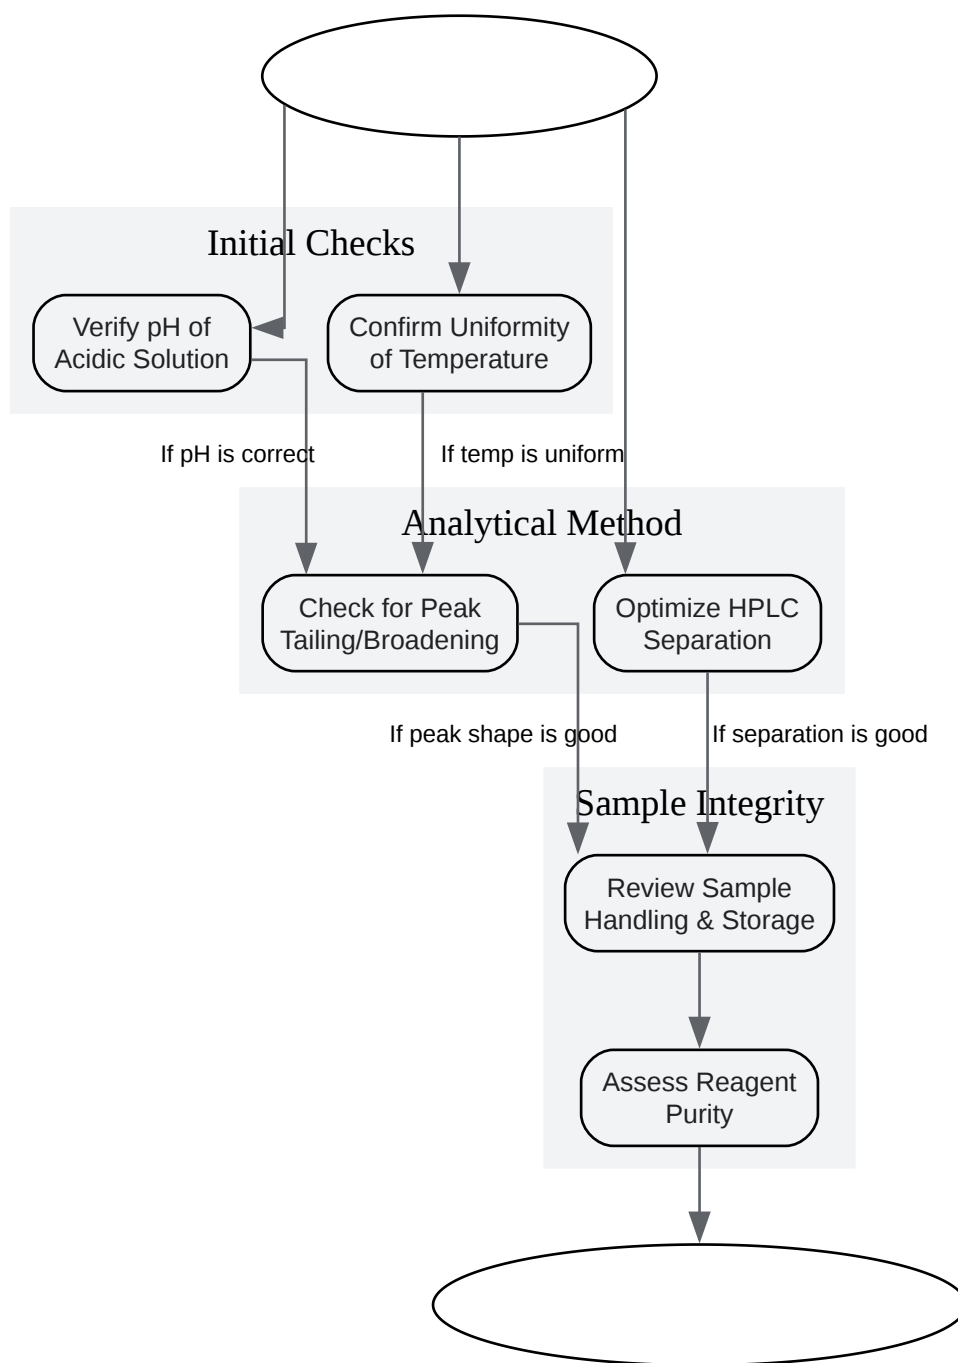 Initial Checks
Verify pH of
Acidic Solution
Confirm Uniformity
of Temperature
If pH is correct
If temp is uniform
Analytical Method
Check for Peak
Tailing/Broadening
Optimize HPLC
Separation
If peak shape is good
If separation is good
Sample Integrity
Review Sample
Handling & Storage
Assess Reagent
Purity